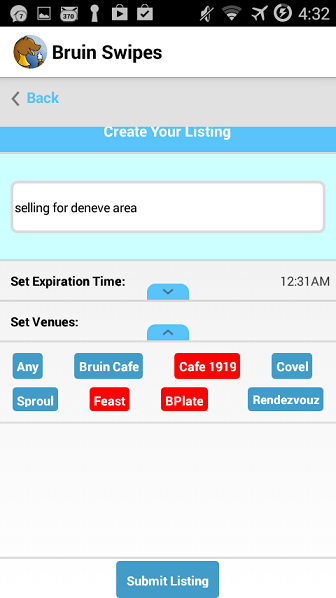 370
4:32
Bruin Swipes
Back
Create Your Listing
selling for deneve area
Set Expiration Time: 12:31AM
Set Venues:
Any Bruin Cafe Cafe 1919 Covel
Sproul Feast BPlate Rendezvouz
Submit Listing